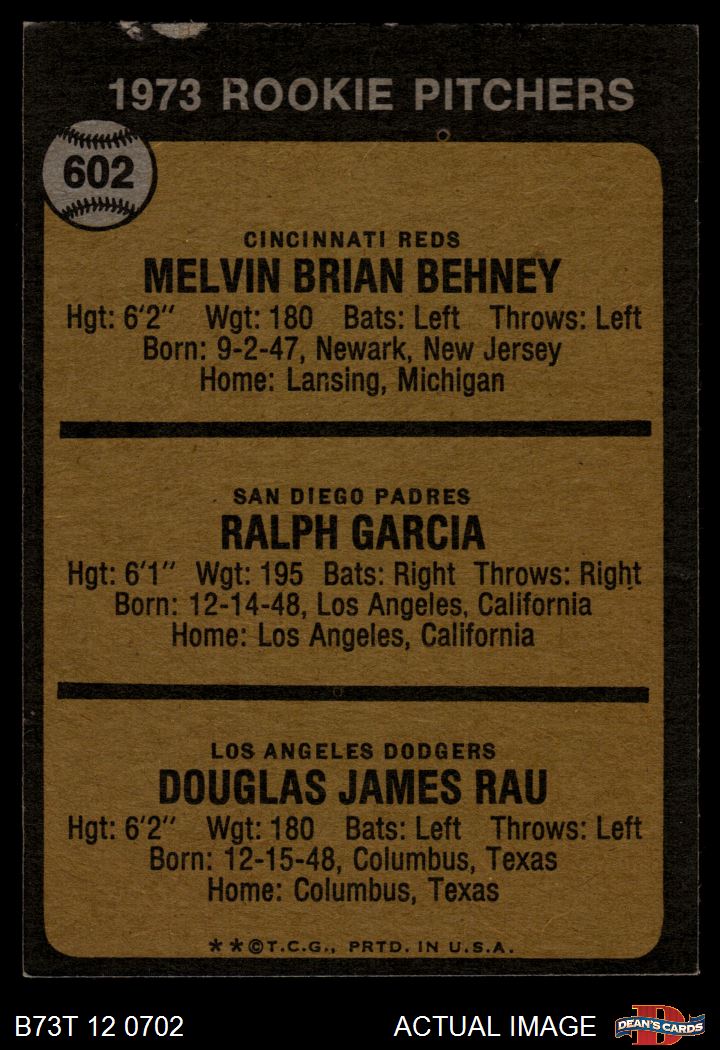 1973 ROOKIE PITCHERS
602
CINCINNATI REDS
MELVIN BRIAN BEHNEY
Hgt: 6'2" Wgt: 180 Bats: Left Throws: Left
Born: 9-2-47, Newark, New Jersey
Home: Lansing, Michigan
SAN DIEGO PADRES
RALPH GARCIA
Hgt: 6'1" Wgt: 195 Bats: Right Throws: Right
Born: 12-14-48, Los Angeles, California
Home: Los Angeles, California
LOS ANGELES DODGERS
DOUGLAS JAMES RAU
Hgt: 6'2" Wgt: 180 Bats: Left Throws: Left
Born: 12-15-48, Columbus, Texas
Home: Columbus, Texas
**©T.C.G., PRTD. IN U.S.A.
B73T 12 0702 ACTUAL IMAGE DEAN'S CARDS